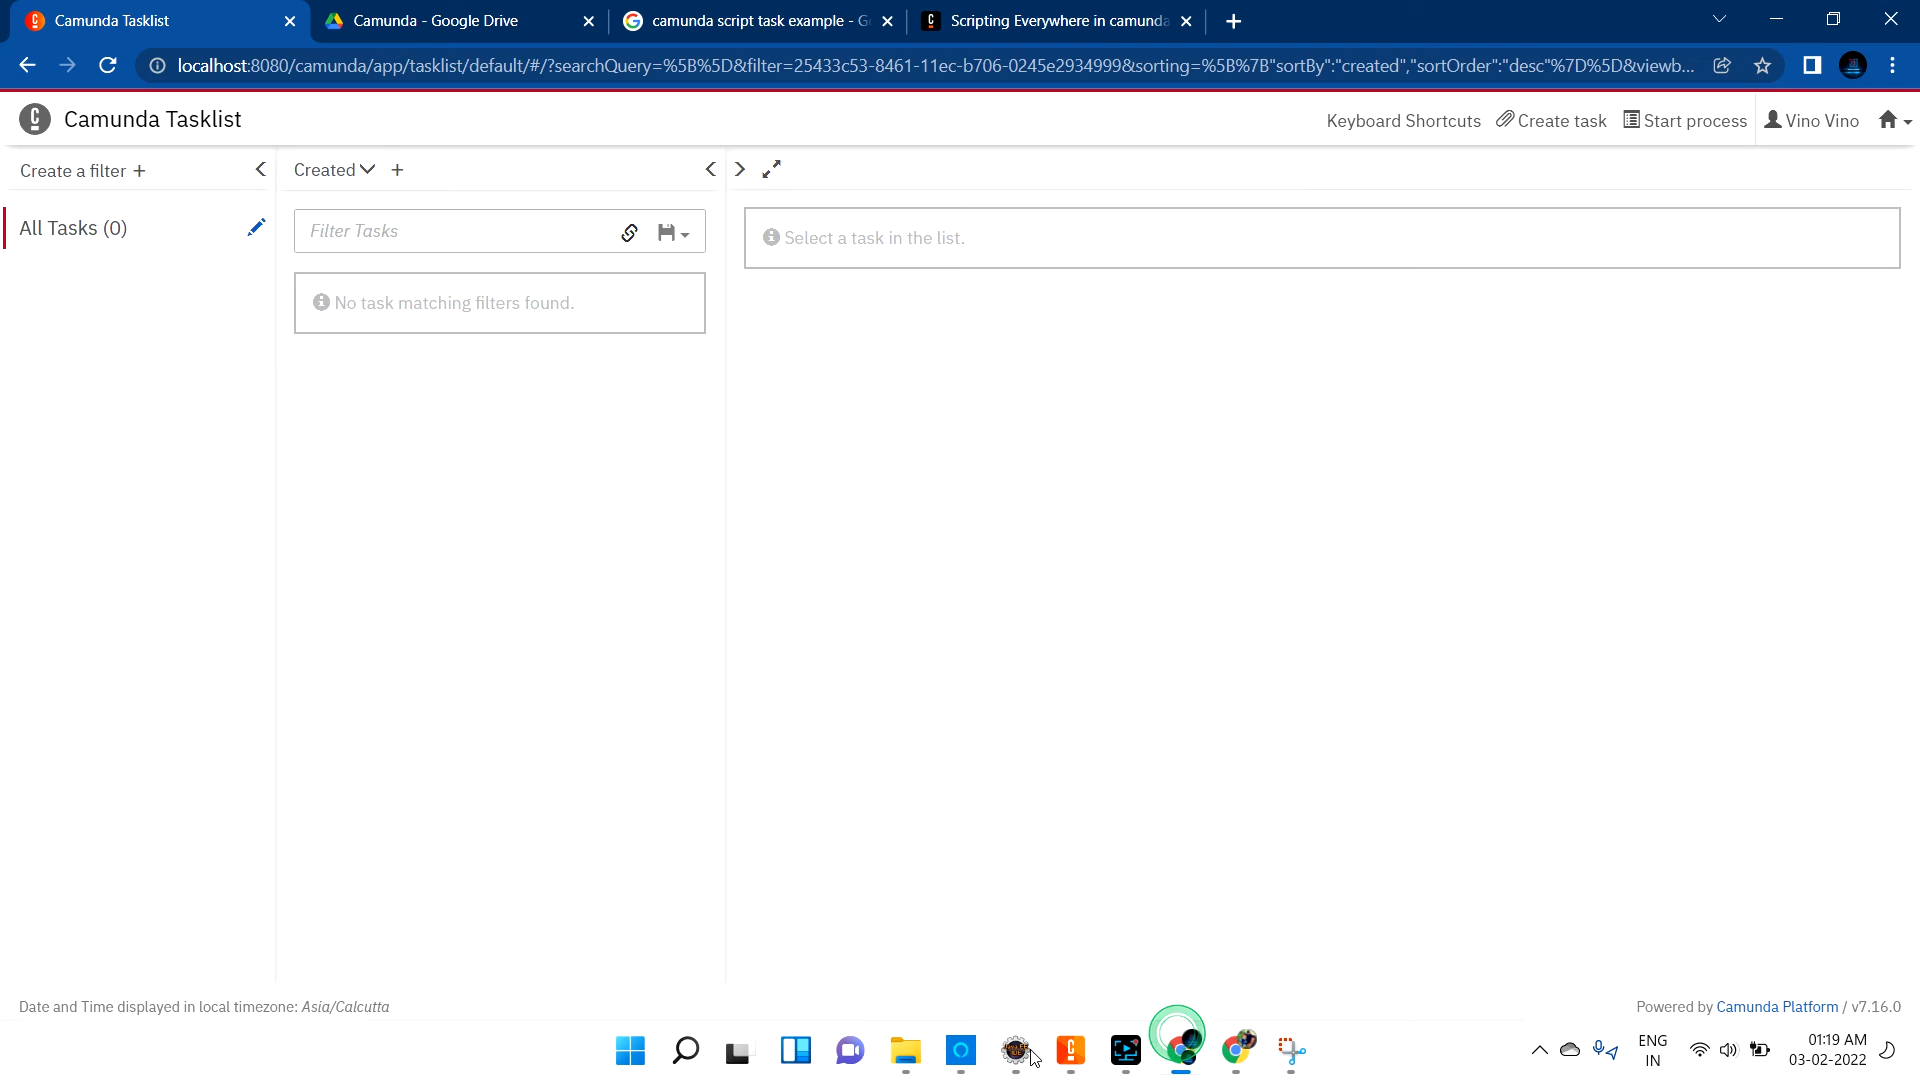 Camunda Tasklist
Camunda - Google Drive
camunda script task example - G
Scripting Everywhere in camunda
localhost:8080/camunda/app/tasklist/default/#/?searchQuery=%5B%5D&filter=25433c53-8461-11ec-b706-0245e2934999&sorting=%5B%7B"sortBy":"created","sortOrder":"desc"%7D%5D&viewb...
Camunda Tasklist
Keyboard Shortcuts
Create task
Start process
Vino Vino
Create a filter +
Created
All Tasks (0)
Filter Tasks
Select a task in the list.
No task matching filters found.
Date and Time displayed in local timezone: Asia/Calcutta
Powered by Camunda Platform / v7.16.0
ENG
IN
01:19 AM
03-02-2022